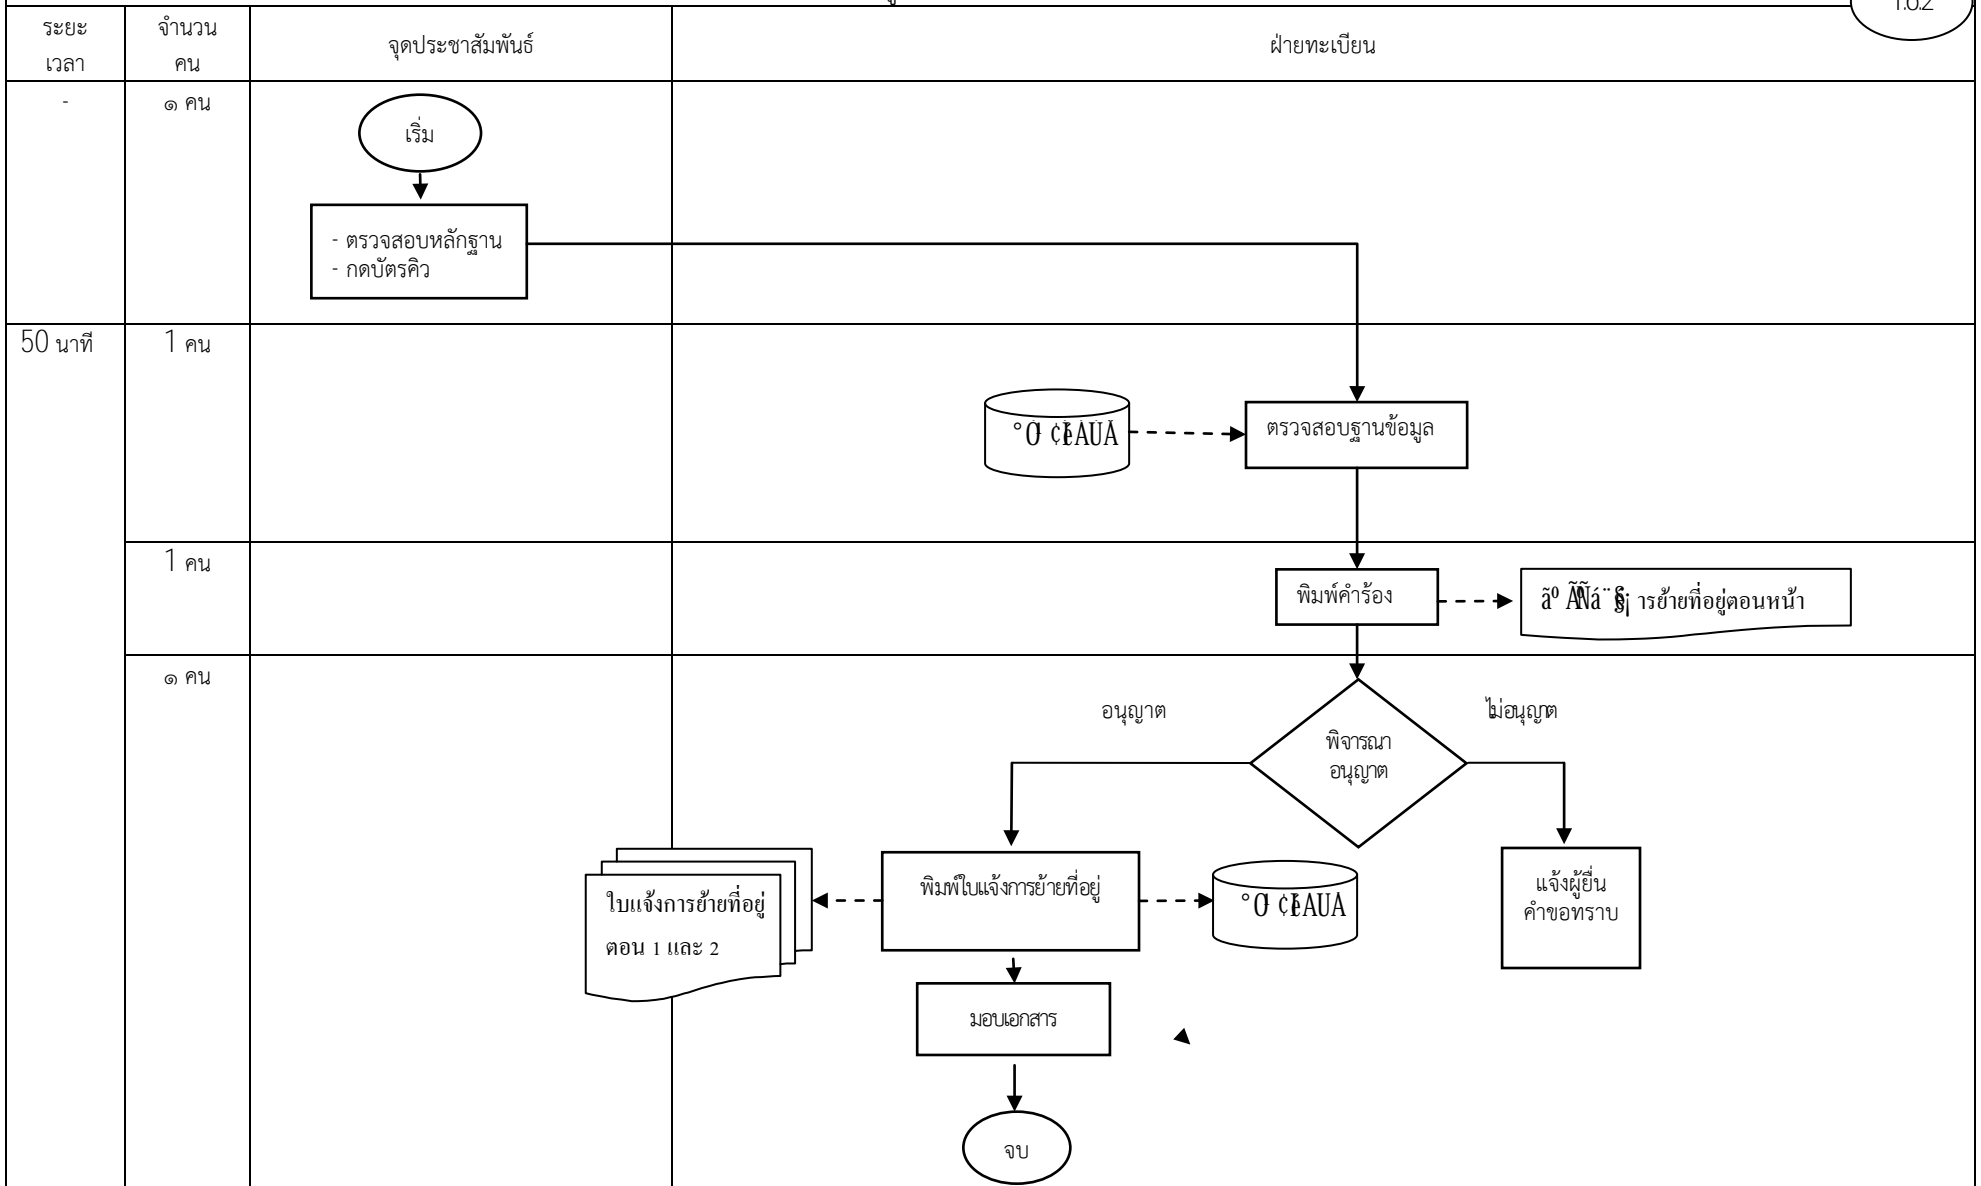 ระยะ
เวลา
จำนวน
คน
จุดประชาสัมพันธ์
ฝ่ายทะเบียน
-
๑ คน
เริ่ม
- ตรวจสอบหลักฐาน
- กดบัตรคิว
50 นาที
1 คน
ตรวจสอบฐานข้อมูล
1 คน
พิมพ์คำร้อง
ารย้ายที่อยู่ตอนหน้า
๑ คน
อนุญาต
ไม่อนุญาต
พิจารณา
อนุญาต
พิมพ์ใบแจ้งการย้ายที่อยู่
แจ้งผู้ยื่น
คำขอทราบ
ใบแจ้งการย้ายที่อยู่
ตอน 1 และ 2
มอบเอกสาร
จบ